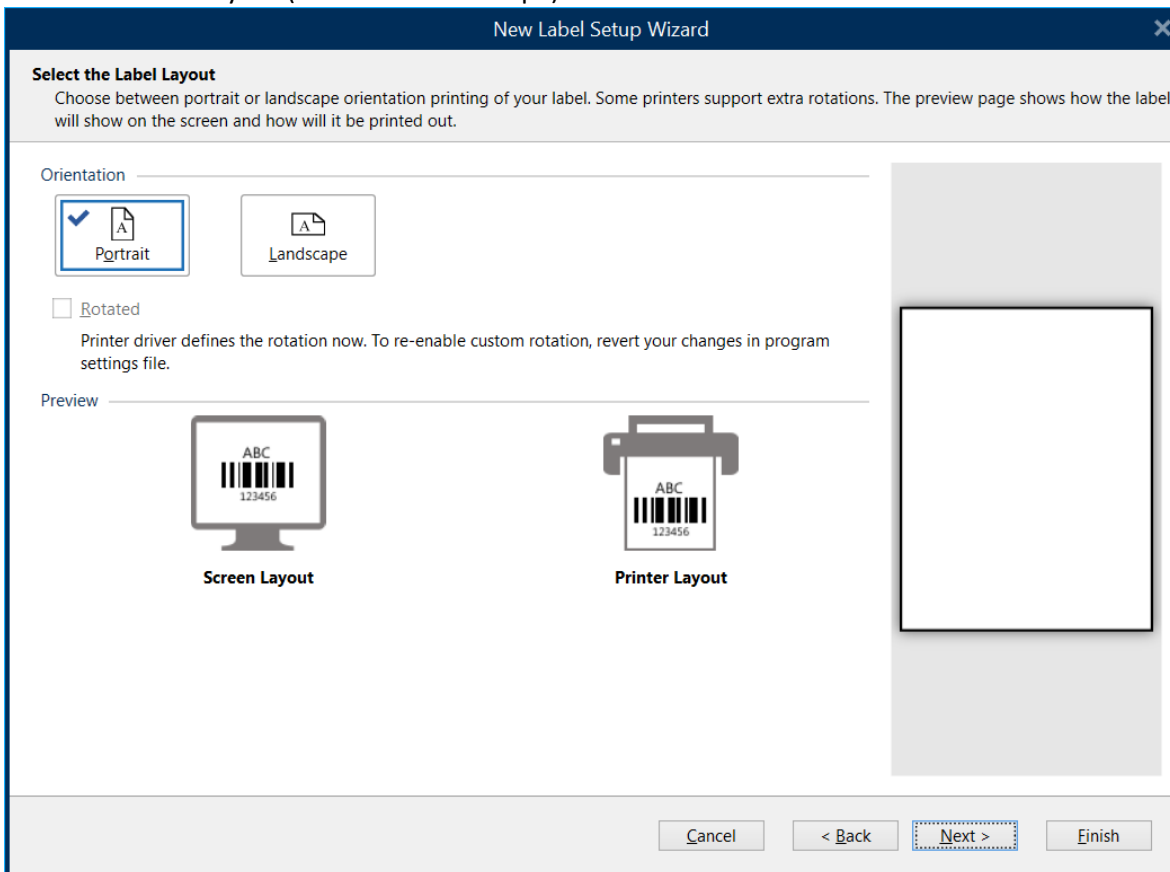 New Label Setup Wizard
Select the Label Layout
Choose between portrait or landscape orientation printing of your label. Some printers support extra rotations. The preview page shows how the label
will show on the screen and how will it be printed out.
Orientation
A
Portrait
A
Landscape
Rotated
Printer driver defines the rotation now. To re-enable custom rotation, revert your changes in program
settings file.
Preview
ABC
123456
ABC
123456
Screen Layout
Printer Layout
Cancel
< Back
Next >
Finish